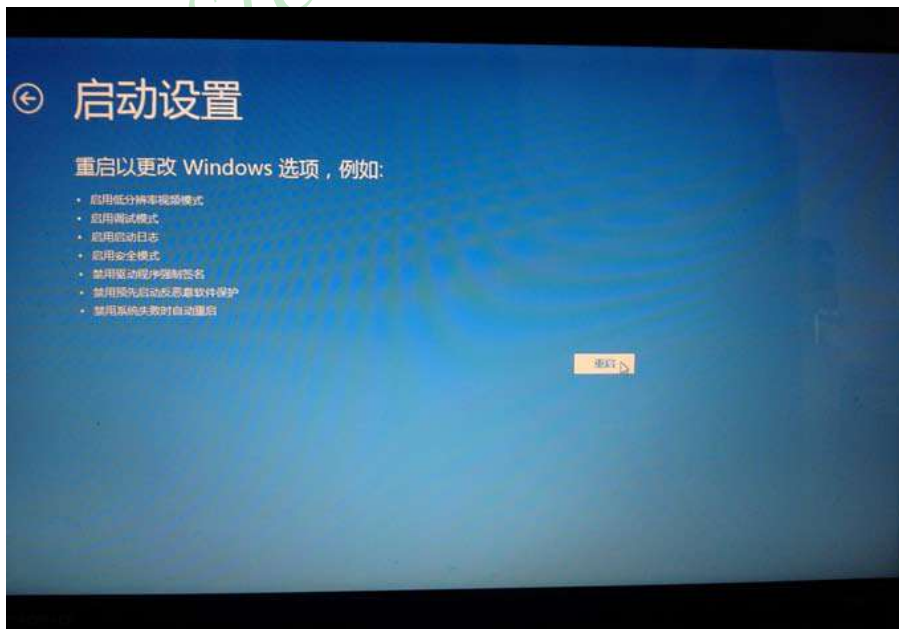 启动设置
重启以更改 Windows 选项，例如:
• 启用低分辨率视频模式
• 启用调试模式
• 启用启动日志
• 启用安全模式
• 禁用驱动程序强制签名
• 禁用预先启动反恶意软件保护
• 禁用系统失败时自动重启
重启